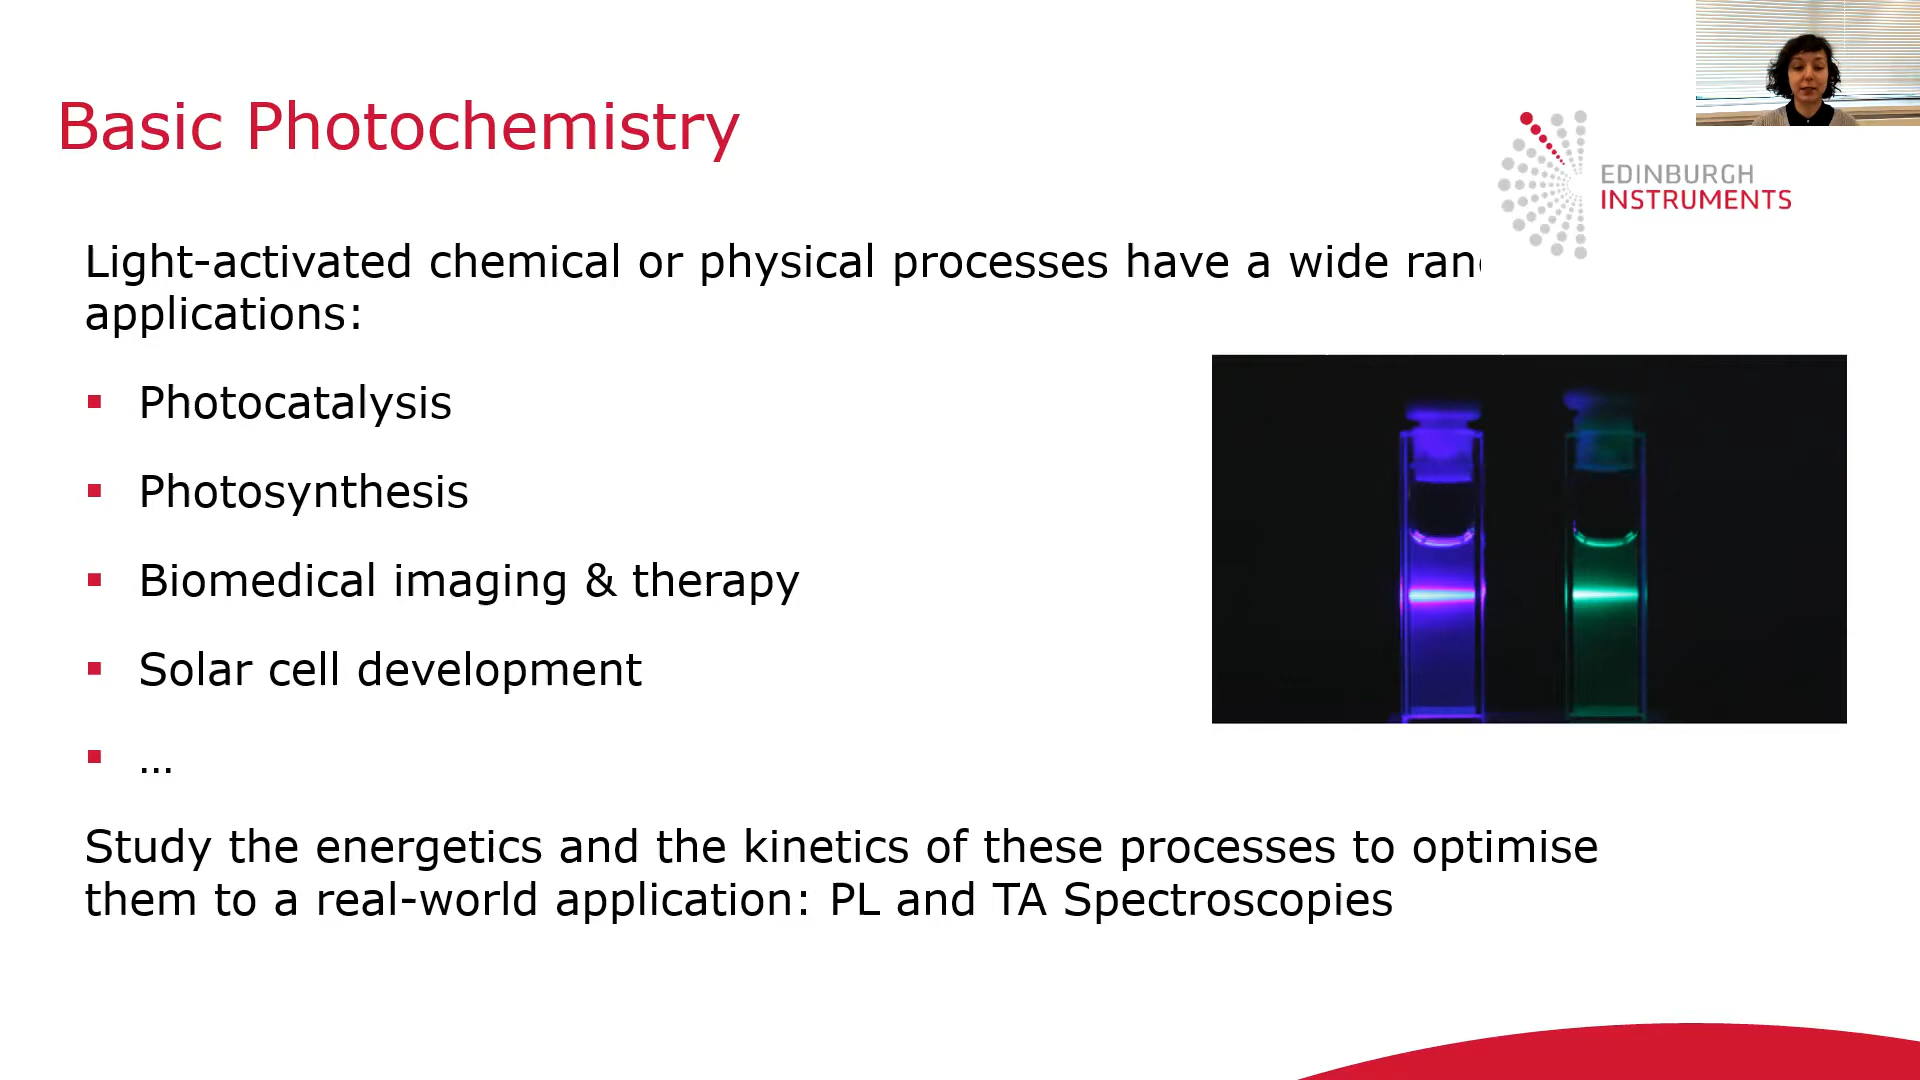 Basic Photochemistry
EDINBURGH
INSTRUMENTS
Light-activated chemical or physical processes have a wide
applications:
Photocatalysis
Photosynthesis
Biomedical imaging & therapy
Solar cell development
...
Study the energetics and the kinetics of these processes to optimise
them to a real-world application: PL and TA Spectroscopies